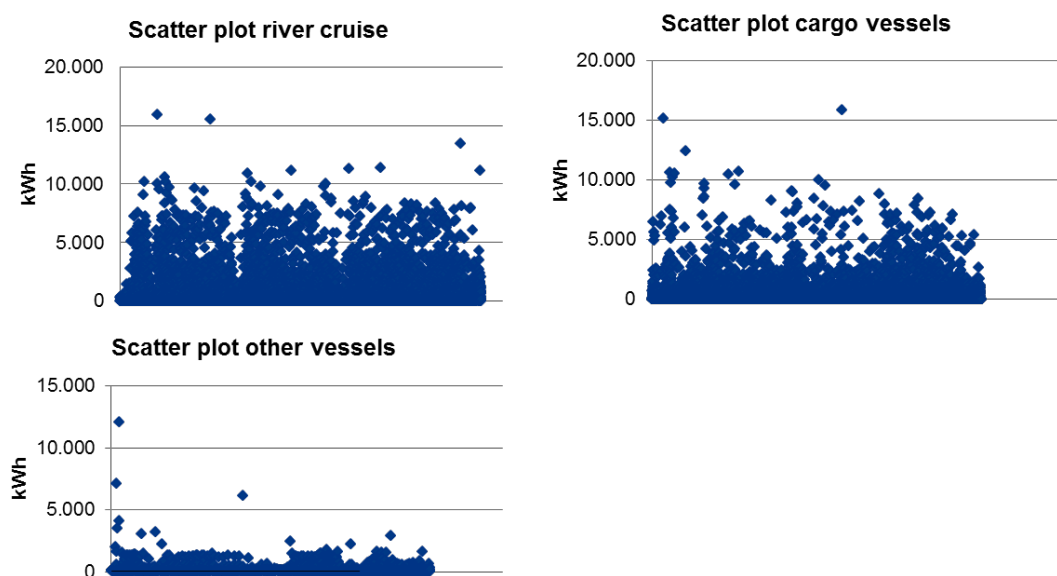 Scatter plot river cruise
20.000
15.000
10.000
5.000
0
kWh
Scatter plot cargo vessels
20.000
15.000
10.000
5.000
0
kWh
Scatter plot other vessels
15.000
10.000
5.000
0
kWh